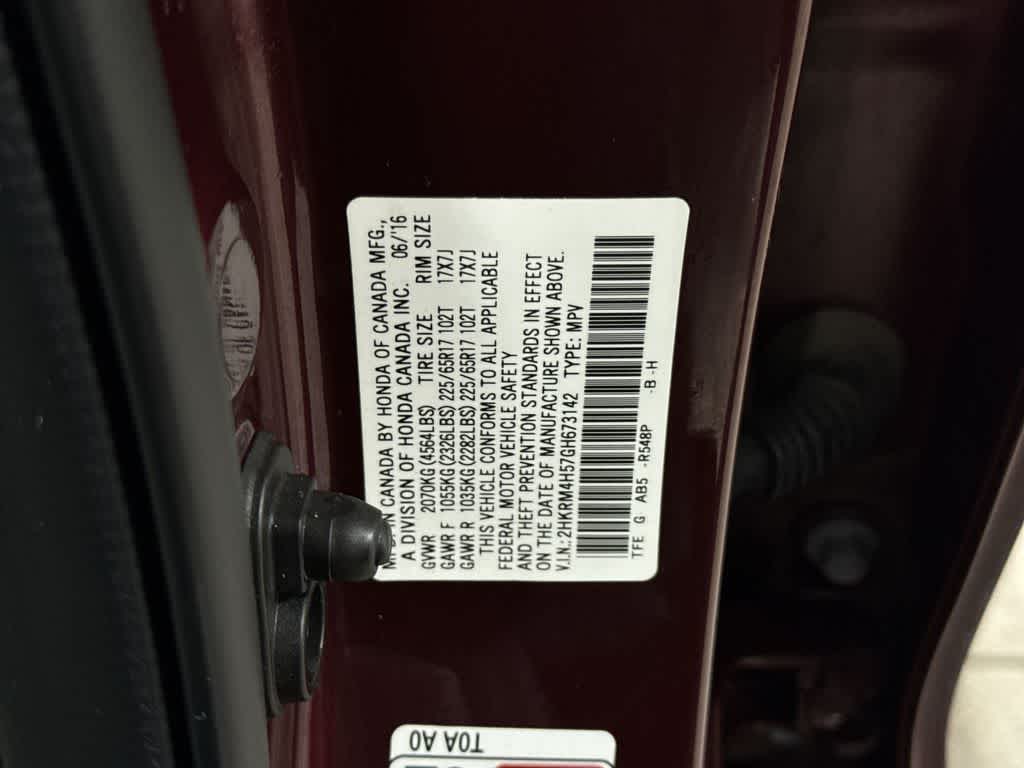 MFD. IN CANADA BY HONDA OF CANADA MFG.,
A DIVISION OF HONDA CANADA INC. 06/'16
GVWR 2070KG(4564LBS) TIRE SIZE RIM SIZE
GAWR F 1055KG(2326LBS) 225/65R17 102T 17X7J
GAWR R 1035KG(2282LBS) 225/65R17 102T 17X7J
THIS VEHICLE CONFORMS TO ALL APPLICABLE
FEDERAL MOTOR VEHICLE SAFETY
AND THEFT PREVENTION STANDARDS IN EFFECT
ON THE DATE OF MANUFACTURE SHOWN ABOVE.
V.I.N.:2HKRM4H57GH673142 TYPE: MPV
TFE G AB5 -R548P -B -H
T0A A0